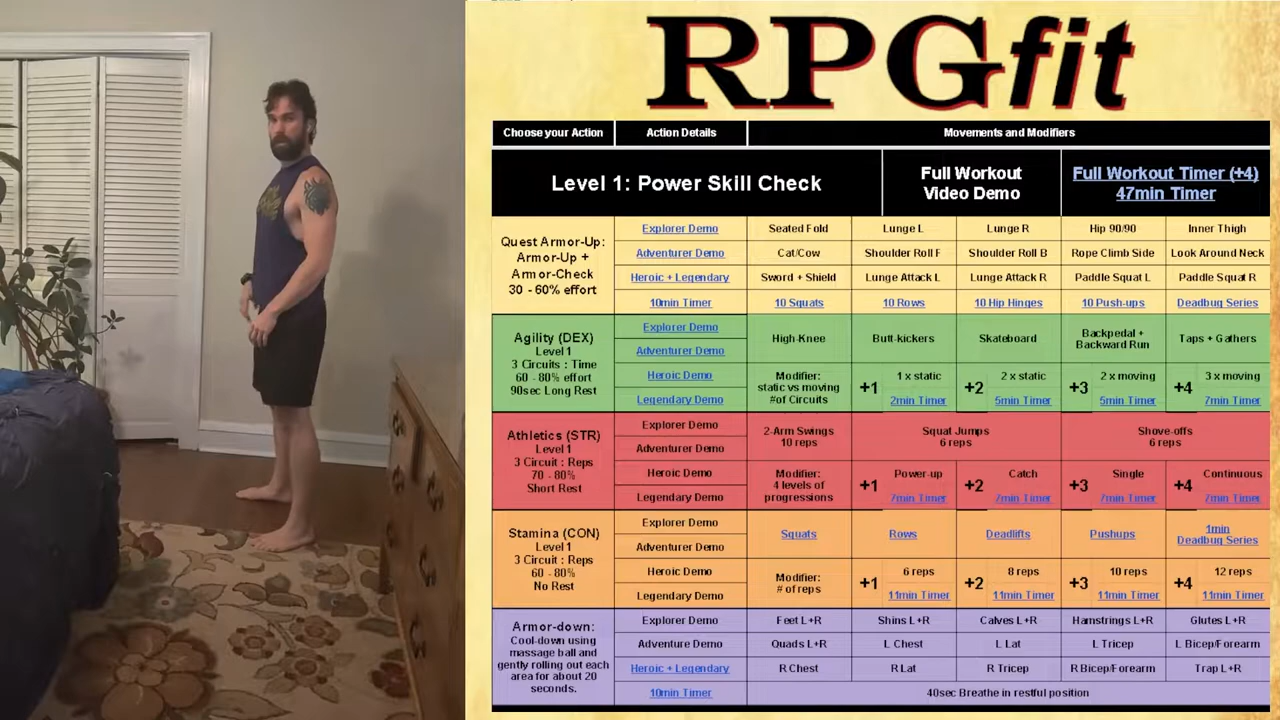 RPGfit
Choose your Action
Action Details
Movements and Modifiers
Level 1: Power Skill Check
Full Workout
Video Demo
Full Workout Timer (+4)
47min Timer
Quest Armor-Up:
Armor-Up +
Armor-Check
30 - 60% effort
Explorer Demo
Seated Fold
Lunge L
Lunge R
Hip 90/90
Inner Thigh
Adventurer Demo
Cat/Cow
Shoulder Roll F
Shoulder Roll B
Rope Climb Side
Look Around Neck
Heroic + Legendary
Sword + Shield
Lunge Attack L
Lunge Attack R
Paddle Squat L
Paddle Squat R
10min Timer
10 Squats
10 Rows
10 Hip Hinges
10 Push-ups
Deadbug Series
Agility (DEX)
Level 1
3 Circuits : Time
60 - 80% effort
90sec Long Rest
Explorer Demo
Adventurer Demo
High-Knee
Butt-kickers
Skateboard
Backpedal +
Backward Run
Taps + Gathers
Heroic Demo
Legendary Demo
Modifier:
static vs moving
#of Circuits
+1
1 x static
2min Timer
+2
2 x static
5min Timer
+3
2 x moving
5min Timer
+4
3 x moving
7min Timer
Athletics (STR)
Level 1
3 Circuit : Reps
70 - 80%
Short Rest
Explorer Demo
Adventurer Demo
2-Arm Swings
10 reps
Squat Jumps
6 reps
Shove-offs
6 reps
Heroic Demo
Legendary Demo
Modifier:
4 levels of
progressions
+1
Power-up
7min Timer
+2
Catch
7min Timer
+3
Single
7min Timer
+4
Continuous
7min Timer
Stamina (CON)
Level 1
3 Circuit : Reps
60 - 80%
No Rest
Explorer Demo
Adventurer Demo
Squats
Rows
Deadlifts
Pushups
1min
Deadbug Series
Heroic Demo
Legendary Demo
Modifier:
# of reps
+1
6 reps
11min Timer
+2
8 reps
11min Timer
+3
10 reps
11min Timer
+4
12 reps
11min Timer
Armor-down:
Cool-down using
massage ball and
gently rolling out each
area for about 20
seconds.
Explorer Demo
Feet L+R
Shins L+R
Calves L+R
Hamstrings L+R
Glutes L+R
Adventure Demo
Quads L+R
L Chest
L Lat
L Tricep
L Bicep/Forearm
Heroic + Legendary
R Chest
R Lat
R Tricep
R Bicep/Forearm
Trap L+R
10min Timer
40sec Breathe in restful position